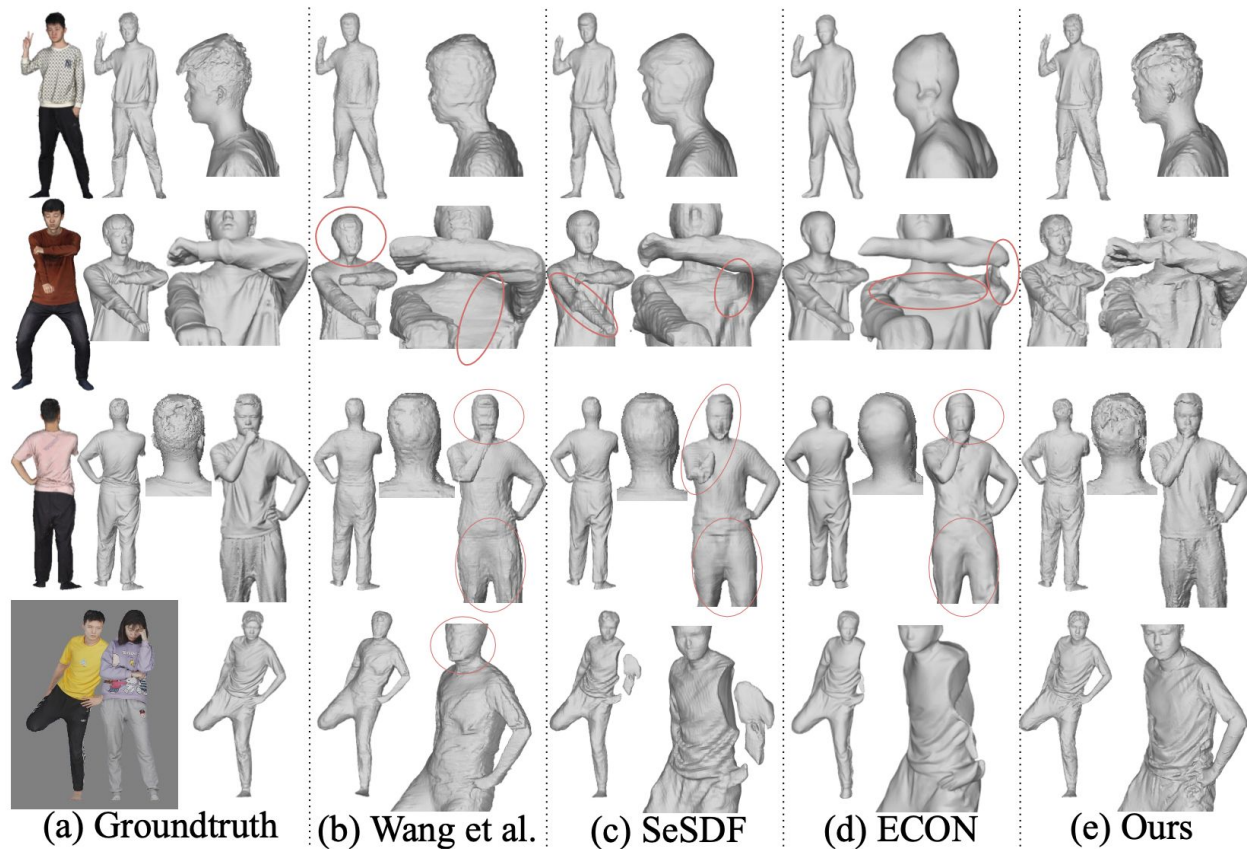 (a) Groundtruth
(b) Wang et al.
(c) SeSDF
(d) ECON
(e) Ours